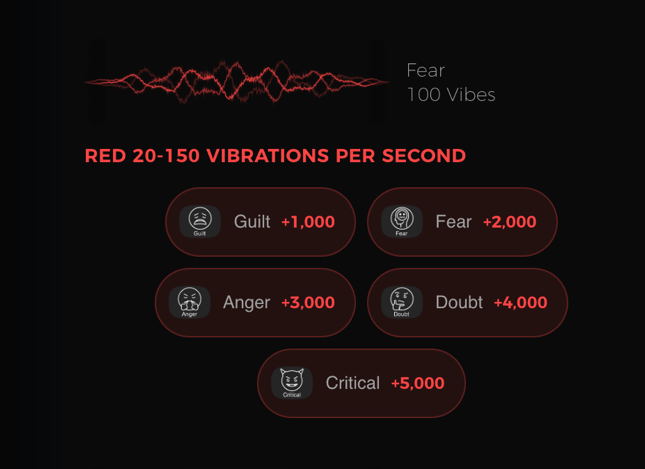 Fear
100 Vibes
RED 20-150 VIBRATIONS PER SECOND
Guilt
Guilt +1,000
Fear
Fear +2,000
Anger
Anger +3,000
Doubt
Doubt +4,000
Critical
Critical +5,000